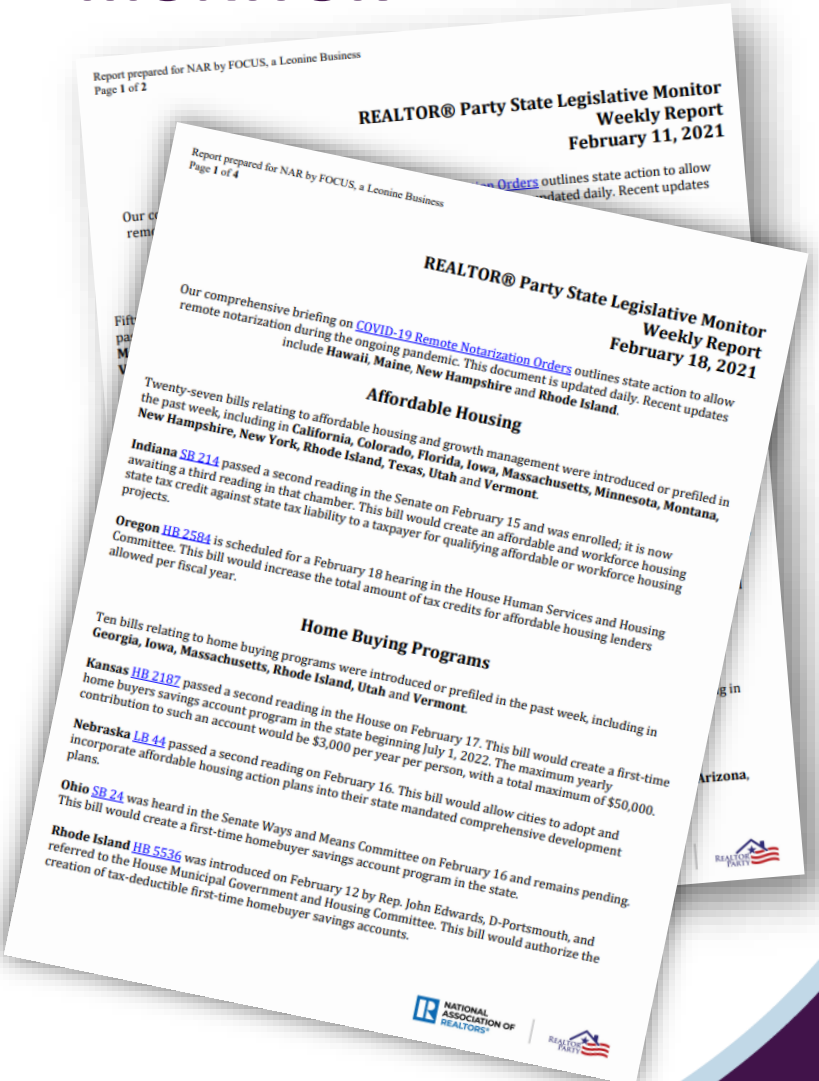 Report prepared for NAR by FOCUS, a Leonine Business
Page 1 of 2
REALTOR® Party State Legislative Monitor
Weekly Report
February 11, 2021
Orders outlines state action to allow
updated daily. Recent updates
Our
Report prepared for NAR by FOCUS, a Leonine Business
Page 1 of 4
REALTOR® Party State Legislative Monitor
Weekly Report
February 18, 2021
Our comprehensive briefing on COVID-19 Remote Notarization Orders outlines state action to allow
remote notarization during the ongoing pandemic. This document is updated daily. Recent updates
include Hawaii, Maine, New Hampshire and Rhode Island.
Affordable Housing
Twenty-seven bills relating to affordable housing and growth management were introduced or prefiled in
the past week, including in California, Colorado, Florida, Iowa, Massachusetts, Minnesota, Montana,
New Hampshire, New York, Rhode Island, Texas, Utah and Vermont.
Indiana SB 214 passed a second reading in the Senate on February 15 and was enrolled; it is now
awaiting a third reading in that chamber. This bill would create an affordable and workforce housing
state tax credit against state tax liability to a taxpayer for qualifying affordable or workforce housing
projects.
Oregon HB 2584 is scheduled for a February 18 hearing in the House Human Services and Housing
Committee. This bill would increase the total amount of tax credits for affordable housing lenders
allowed per fiscal year.
Home Buying Programs
Ten bills relating to home buying programs were introduced or prefiled in the past week, including in
Georgia, Iowa, Massachusetts, Rhode Island, Utah and Vermont.
Kansas HB 2187 passed a second reading in the House on February 17. This bill would create a first-time
home buyers savings account program in the state beginning July 1, 2022. The maximum yearly
contribution to such an account would be $3,000 per year per person, with a total maximum of $50,000.
Nebraska LB 44 passed a second reading on February 16. This bill would allow cities to adopt and
incorporate affordable housing action plans into their state mandated comprehensive development
plans.
Ohio SB 24 was heard in the Senate Ways and Means Committee on February 16 and remains pending.
This bill would create a first-time homebuyer savings account program in the state.
Rhode Island HB 5536 was introduced on February 12 by Rep. John Edwards, D-Portsmouth, and
referred to the House Municipal Government and Housing Committee. This bill would authorize the
creation of tax-deductible first-time homebuyer savings accounts.
in
Arizona,
REALTOR
PARTY
NATIONAL
ASSOCIATION OF
REALTORS®
REALTOR
PARTY